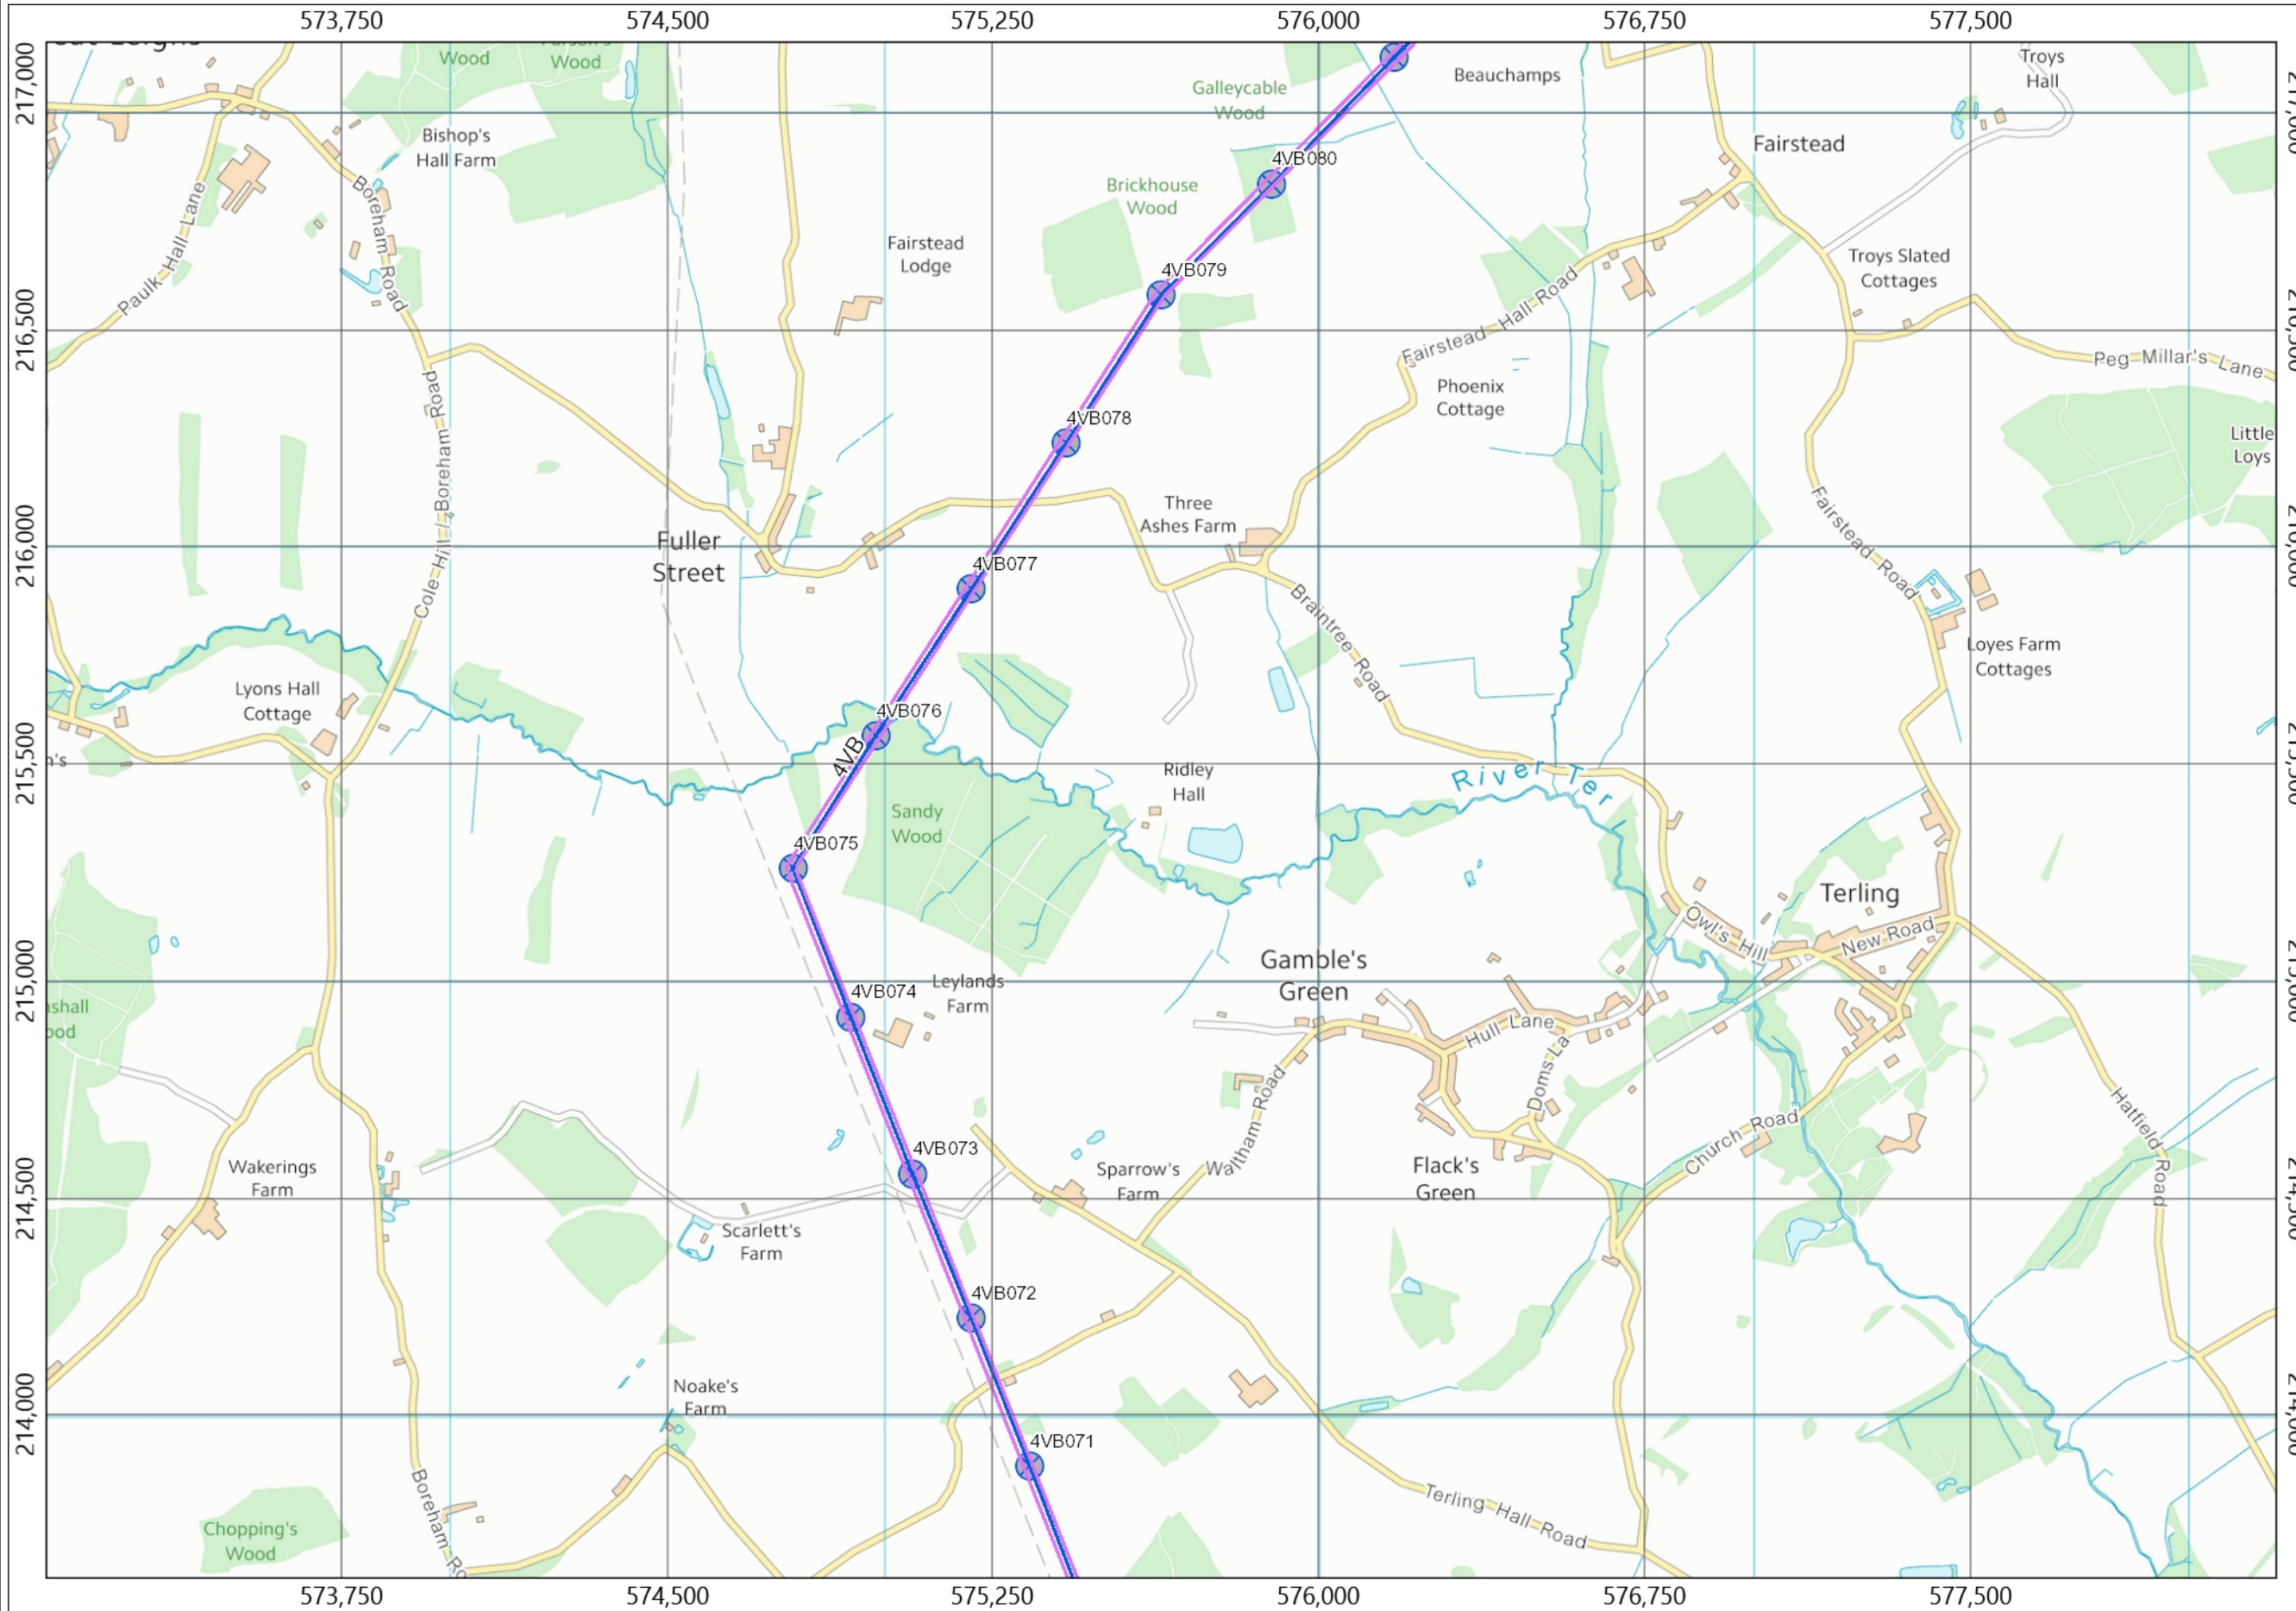 573,750
574,500
575,250
576,000
576,750
577,500
217,000
Wood
Wood
Galleycable
Wood
Beauchamps
Troys
Hall
Bishop's
Hall Farm
Fairstead
4VB080
Brickhouse
Wood
Paulk Hall Lane
Boreham Road
Fairstead
Lodge
4VB079
Troys Slated
Cottages
216,500
Fairstead Hall Road
Peg Millar's Lane
Phoenix
Cottage
4VB078
Little
Loys
Cole Hill / Boreham Road
Three
Ashes Farm
Fairstead Road
216,000
Fuller
Street
4VB077
Braintree Road
Loyes Farm
Cottages
Lyons Hall
Cottage
4VB076
4VB
215,500
n's
Ridley
Hall
River Ter
Sandy
Wood
4VB075
Terling
Owl's Hill
New Road
Gamble's
Green
215,000
4VB074
Leylands
Farm
Hull Lane
Doms La
Waltham Road
Hatfield Road
Church Road
4VB073
Wakerings
Farm
Sparrow's
Farm
Flack's
Green
214,500
Scarlett's
Farm
4VB072
Noake's
Farm
214,000
4VB071
Boreham Ro
Terling Hall Road
Chopping's
Wood
573,750
574,500
575,250
576,000
576,750
577,500